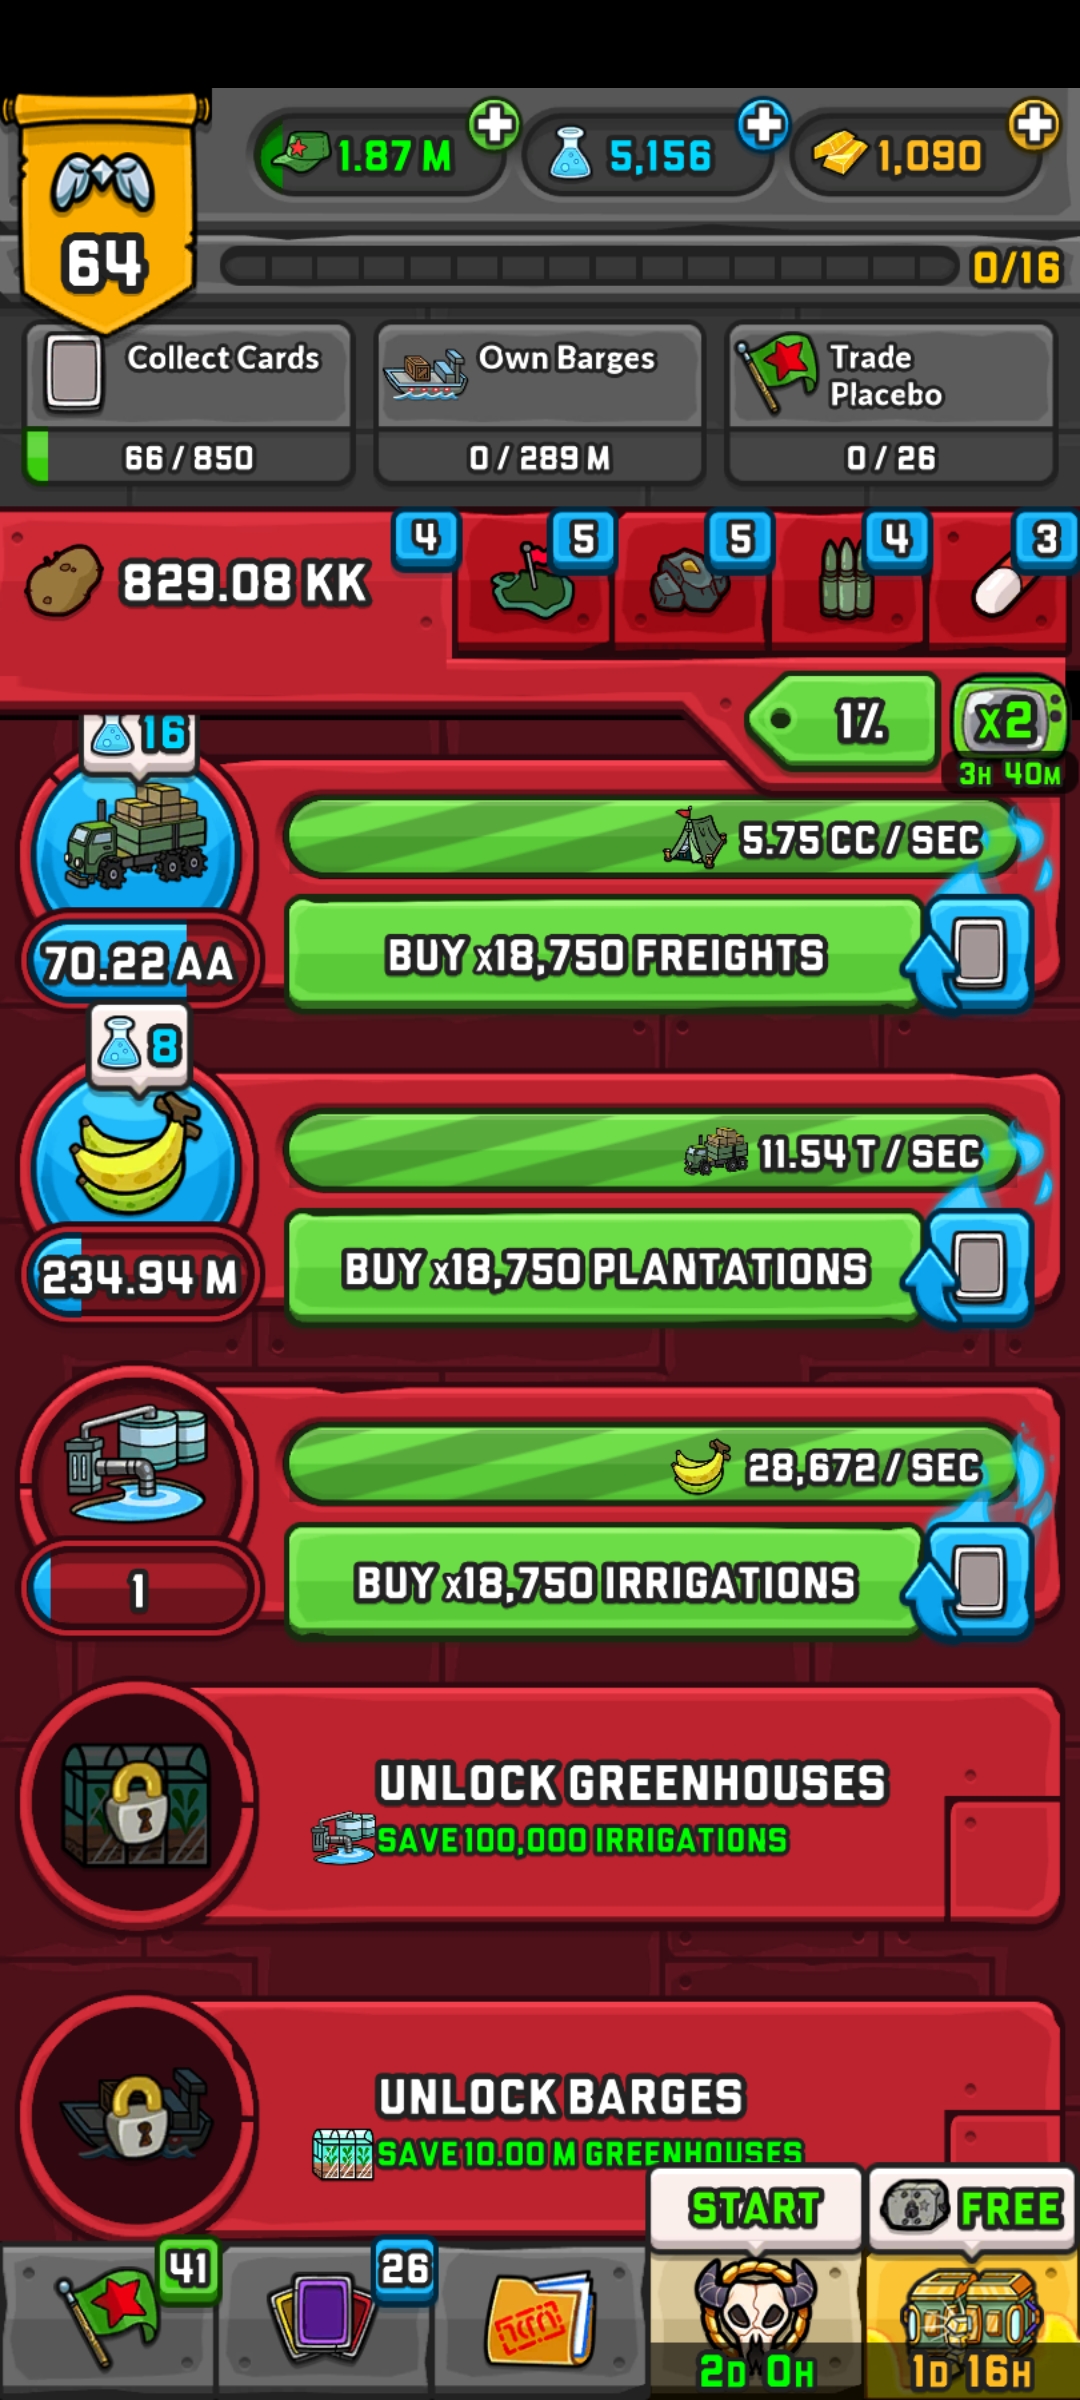 1.87 M
5,156
1,090
64
0/16
Collect Cards
66 / 850
Own Barges
0 / 289 M
Trade
Placebo
0 / 26
829.08 KK
4
5
5
4
3
1%
x2
3H 40M
16
5.75 CC / SEC
70.22 AA
BUY x18,750 FREIGHTS
8
11.54 T / SEC
234.94 M
BUY x18,750 PLANTATIONS
28,672 / SEC
1
BUY x18,750 IRRIGATIONS
UNLOCK GREENHOUSES
SAVE 100,000 IRRIGATIONS
UNLOCK BARGES
SAVE 10.00 M GREENHOUSES
START
FREE
41
26
2D 0H
1D 16H